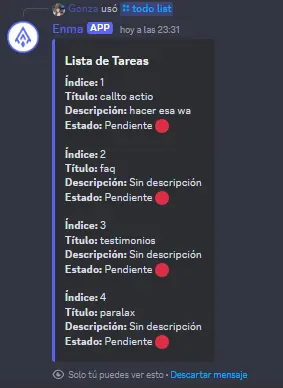 Gonza usó todo list
Enma APP hoy a las 23:31
Lista de Tareas
Índice: 1
Título: callto actio
Descripción: hacer esa wa
Estado: Pendiente
Índice: 2
Título: faq
Descripción: Sin descripción
Estado: Pendiente
Índice: 3
Título: testimonios
Descripción: Sin descripción
Estado: Pendiente
Índice: 4
Título: paralax
Descripción: Sin descripción
Estado: Pendiente
Solo tú puedes ver esto • Descartar mensaje